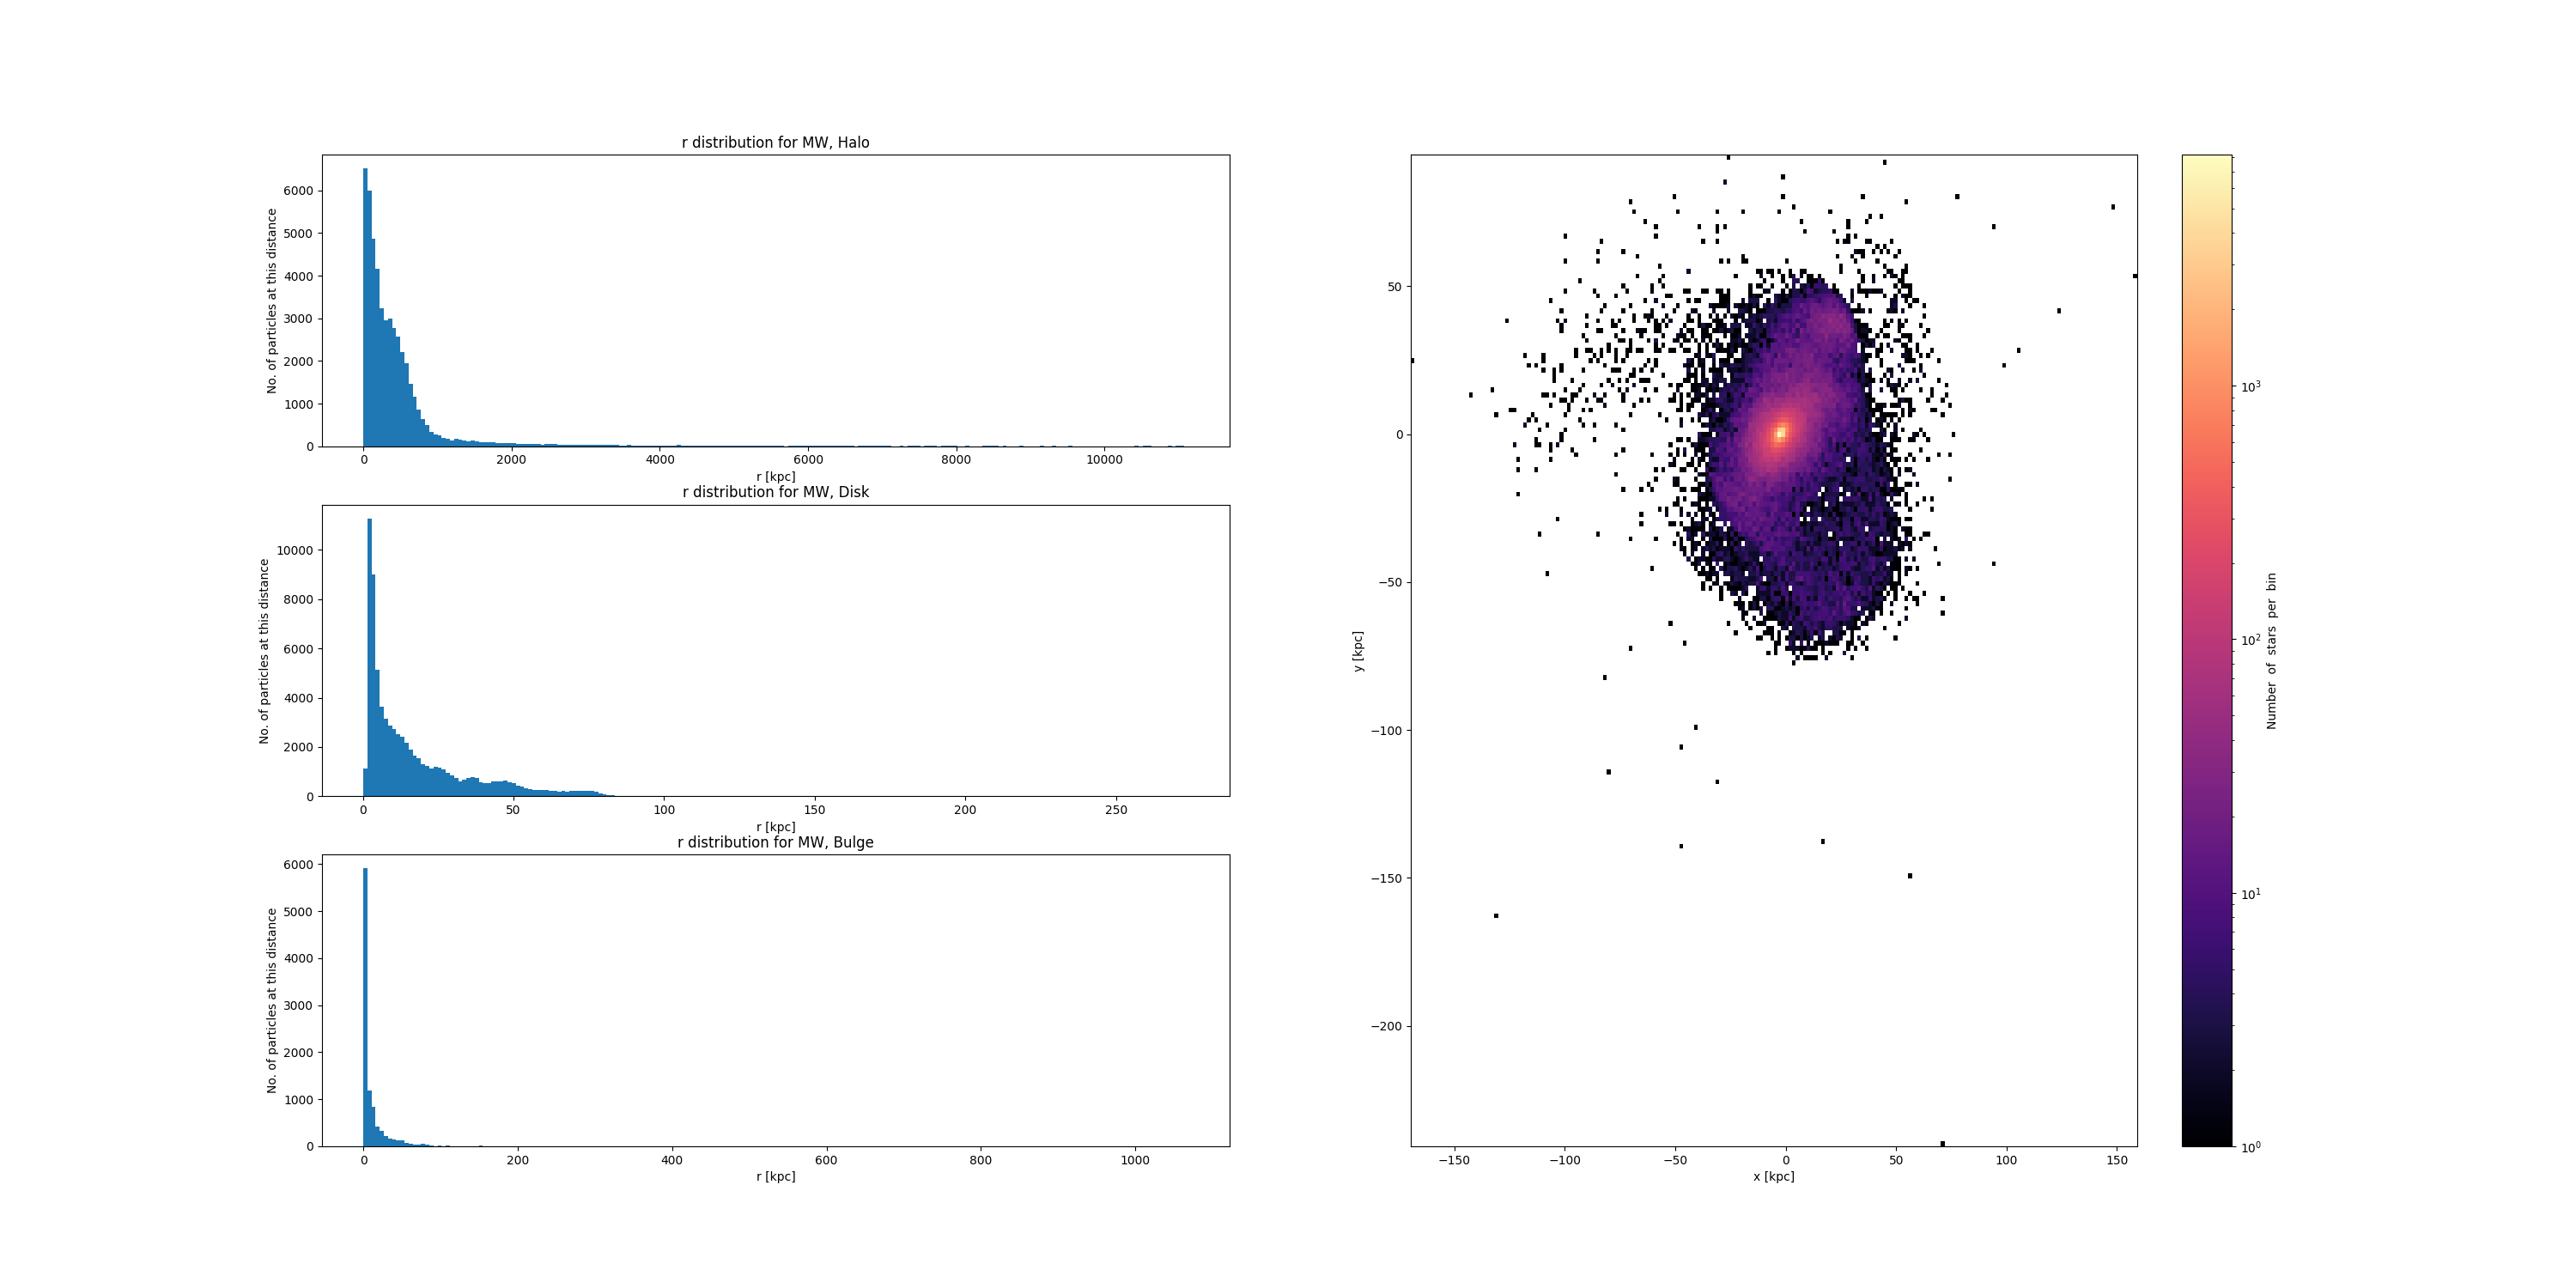 r distribution for MW, Halo
No. of particles at this distance
6000
5000
4000
3000
2000
1000
0
0 2000 4000 6000 8000 10000
r [kpc]
r distribution for MW, Disk
No. of particles at this distance
10000
8000
6000
4000
2000
0
0 50 100 150 200 250
r [kpc]
r distribution for MW, Bulge
No. of particles at this distance
6000
5000
4000
3000
2000
1000
0
0 200 400 600 800 1000
r [kpc]
y [kpc]
50
0
−50
−100
−150
−200
−150 −100 −50 0 50 100 150
x [kpc]
10³
10²
10¹
10⁰
Number of stars per bin